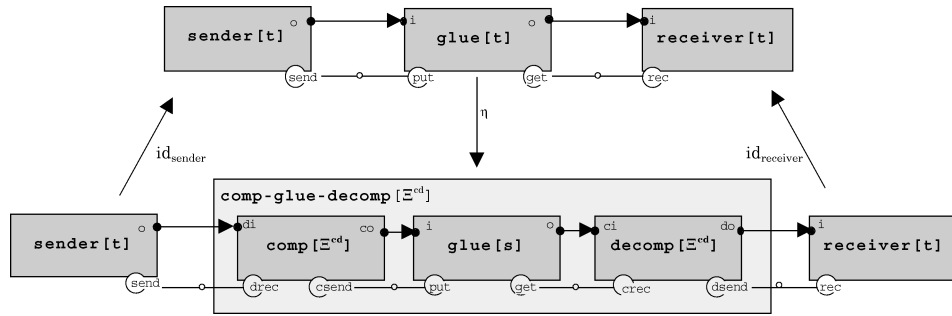 o i o i
sender[t] glue[t] receiver[t]
send put get rec
η
id_sender id_receiver
comp-glue-decomp[Ξ^cd]
o di co i o ci do i
sender[t] comp[Ξ^cd] glue[s] decomp[Ξ^cd] receiver[t]
send drec csend put get crec dsend rec